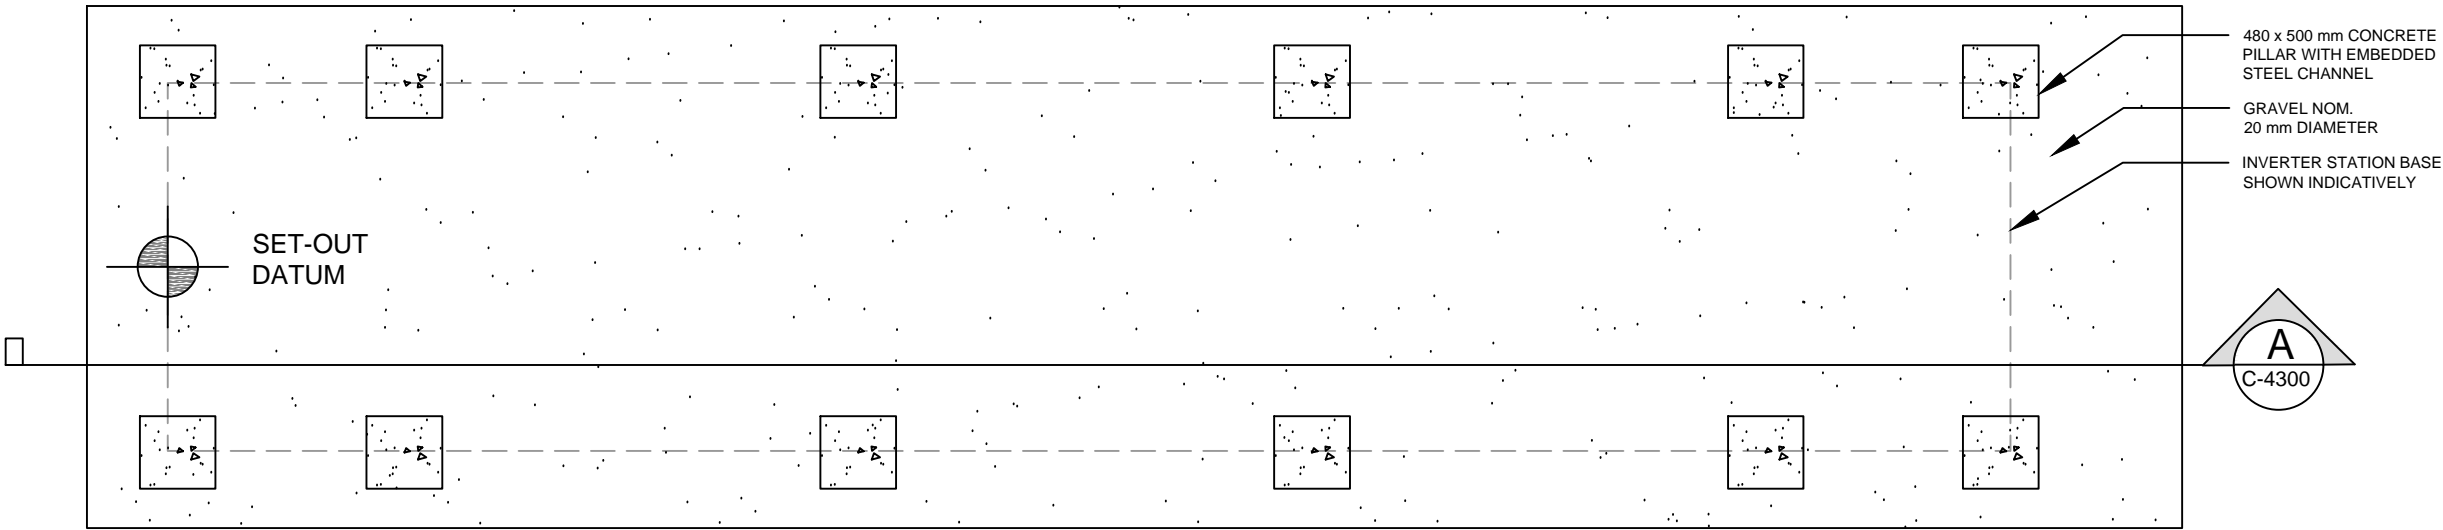 480 x 500 mm CONCRETE
PILLAR WITH EMBEDDED
STEEL CHANNEL
GRAVEL NOM.
20 mm DIAMETER
INVERTER STATION BASE
SHOWN INDICATIVELY
SET-OUT
DATUM
A
C-4300